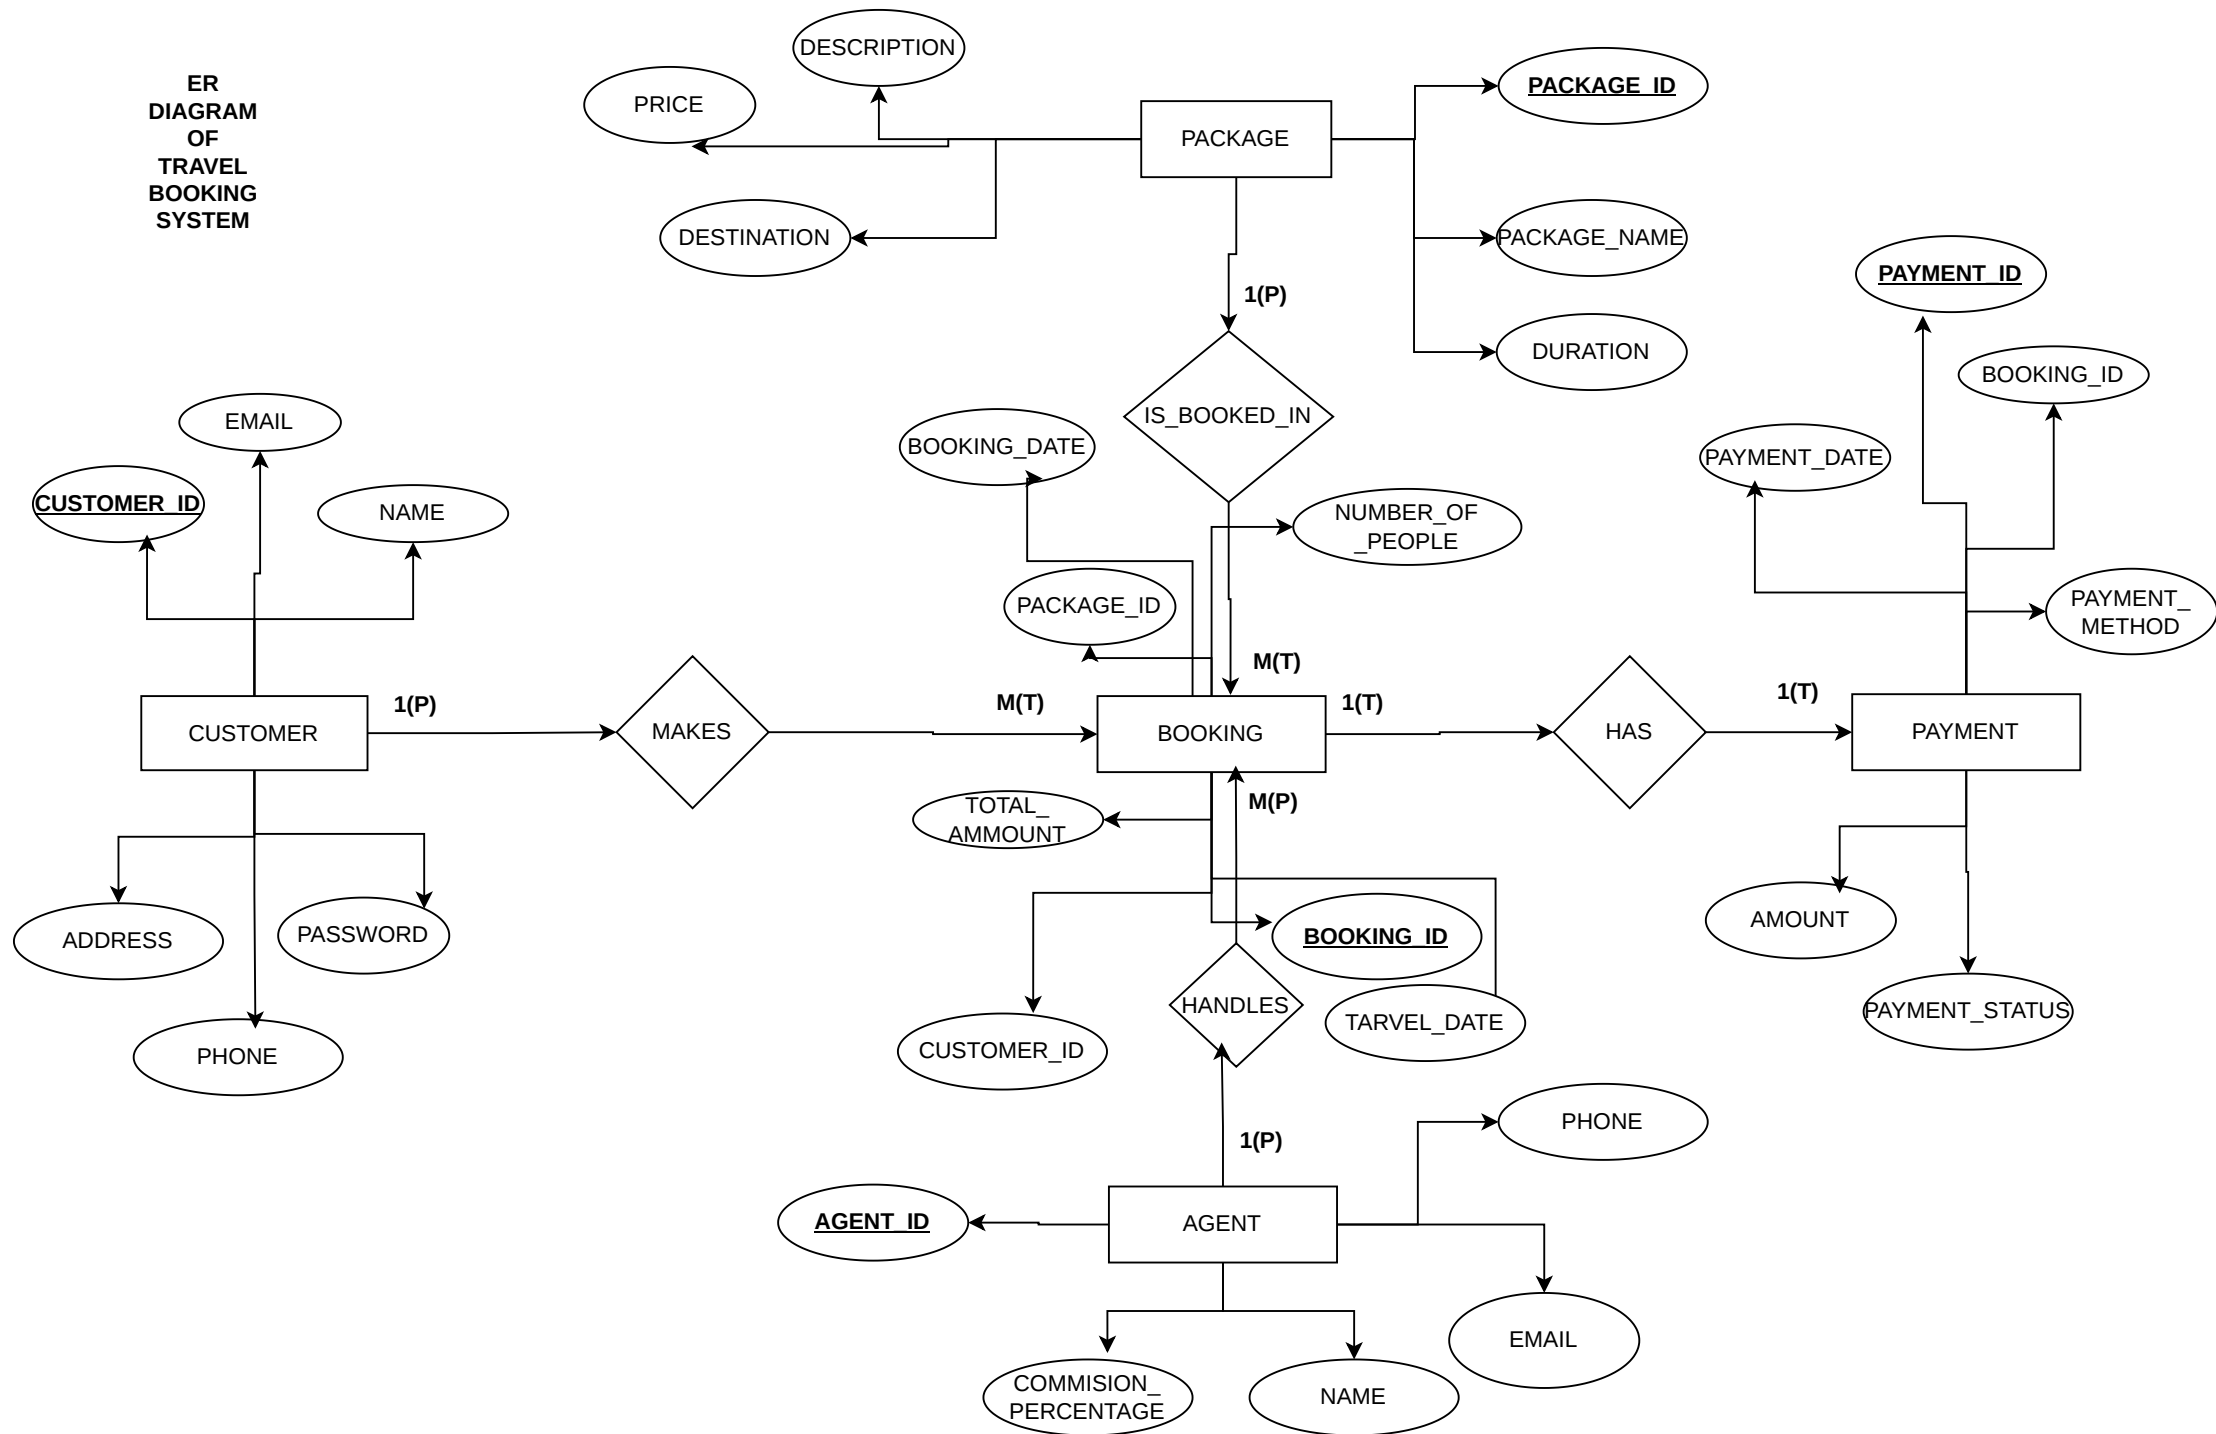 ER
DIAGRAM
OF
TRAVEL
BOOKING
SYSTEM
DESCRIPTION
PRICE
PACKAGE
PACKAGE_ID
DESTINATION
PACKAGE_NAME
PAYMENT_ID
1(P)
DURATION
BOOKING_ID
IS_BOOKED_IN
EMAIL
BOOKING_DATE
PAYMENT_DATE
CUSTOMER_ID
NAME
NUMBER_OF
_PEOPLE
PACKAGE_ID
PAYMENT_
METHOD
M(T)
1(P)
M(T)
1(T)
1(T)
CUSTOMER
MAKES
BOOKING
HAS
PAYMENT
M(P)
TOTAL_
AMMOUNT
ADDRESS
PASSWORD
BOOKING_ID
AMOUNT
HANDLES
TARVEL_DATE
PAYMENT_STATUS
PHONE
CUSTOMER_ID
1(P)
PHONE
AGENT_ID
AGENT
EMAIL
COMMISION_
PERCENTAGE
NAME